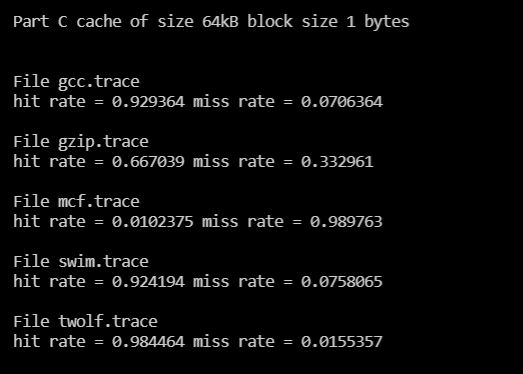 Part C cache of size 64kB block size 1 bytes
File gcc.trace
hit rate = 0.929364 miss rate = 0.0706364
File gzip.trace
hit rate = 0.667039 miss rate = 0.332961
File mcf.trace
hit rate = 0.0102375 miss rate = 0.989763
File swim.trace
hit rate = 0.924194 miss rate = 0.0758065
File twolf.trace
hit rate = 0.984464 miss rate = 0.0155357